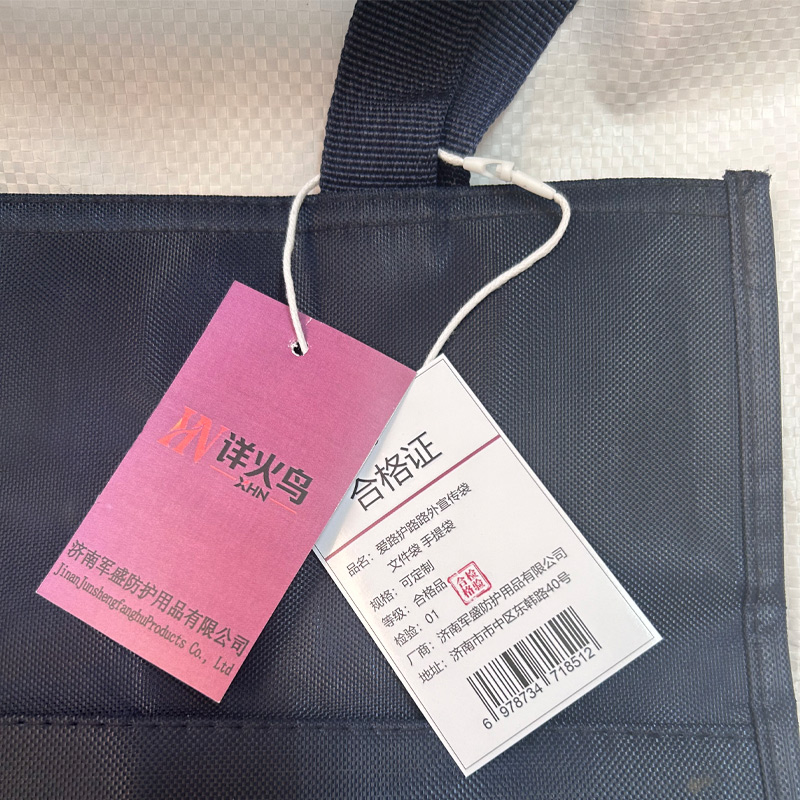 详火鸟
XHN
济南军盛防护用品有限公司
JinanJunshengfanghuProducts Co., Ltd
合格证
品名：爱路护路路外宣传袋
文件袋 手提袋
规格：可定制
等级：合格品
检验
合格
检验：01
厂商：济南军盛防护用品有限公司
地址：济南市市中区东韩路40号
6 978734 718512